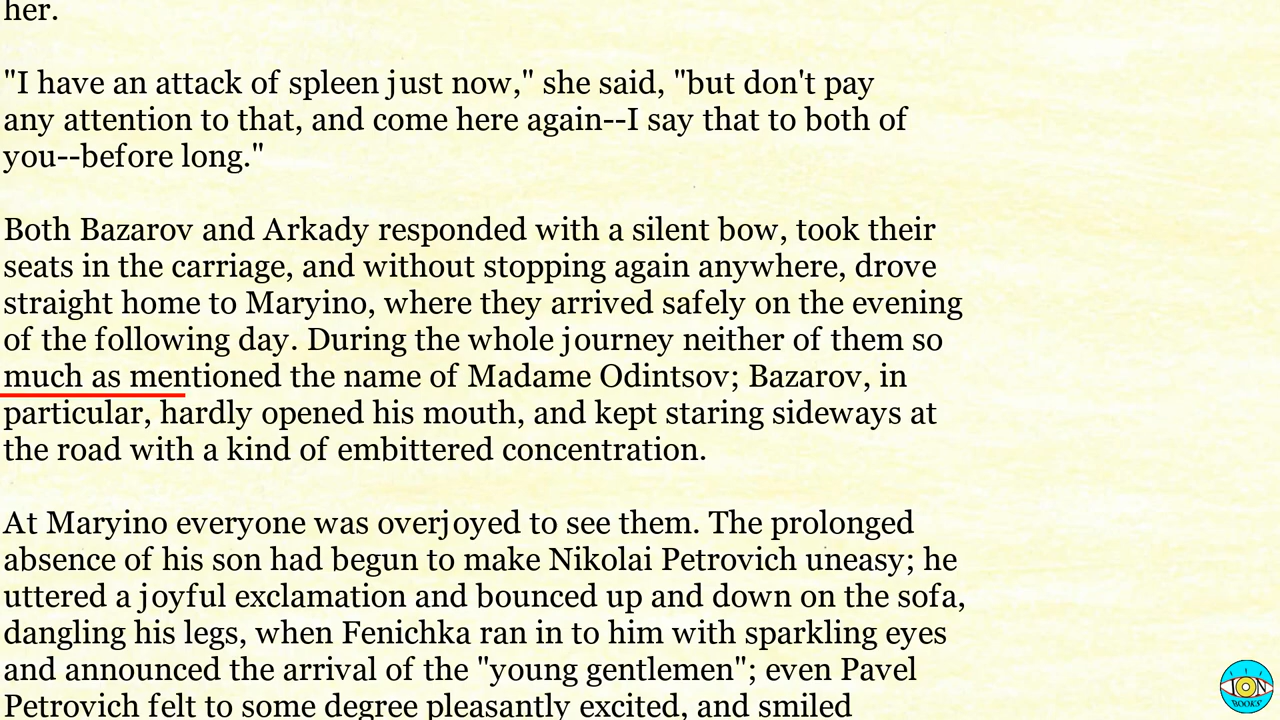 her.
"I have an attack of spleen just now," she said, "but don't pay
any attention to that, and come here again--I say that to both of
you--before long."
Both Bazarov and Arkady responded with a silent bow, took their
seats in the carriage, and without stopping again anywhere, drove
straight home to Maryino, where they arrived safely on the evening
of the following day. During the whole journey neither of them so
much as mentioned the name of Madame Odintsov; Bazarov, in
particular, hardly opened his mouth, and kept staring sideways at
the road with a kind of embittered concentration.
At Maryino everyone was overjoyed to see them. The prolonged
absence of his son had begun to make Nikolai Petrovich uneasy; he
uttered a joyful exclamation and bounced up and down on the sofa,
dangling his legs, when Fenichka ran in to him with sparkling eyes
and announced the arrival of the "young gentlemen"; even Pavel
Petrovich felt to some degree pleasantly excited, and smiled
ION
BOOKS